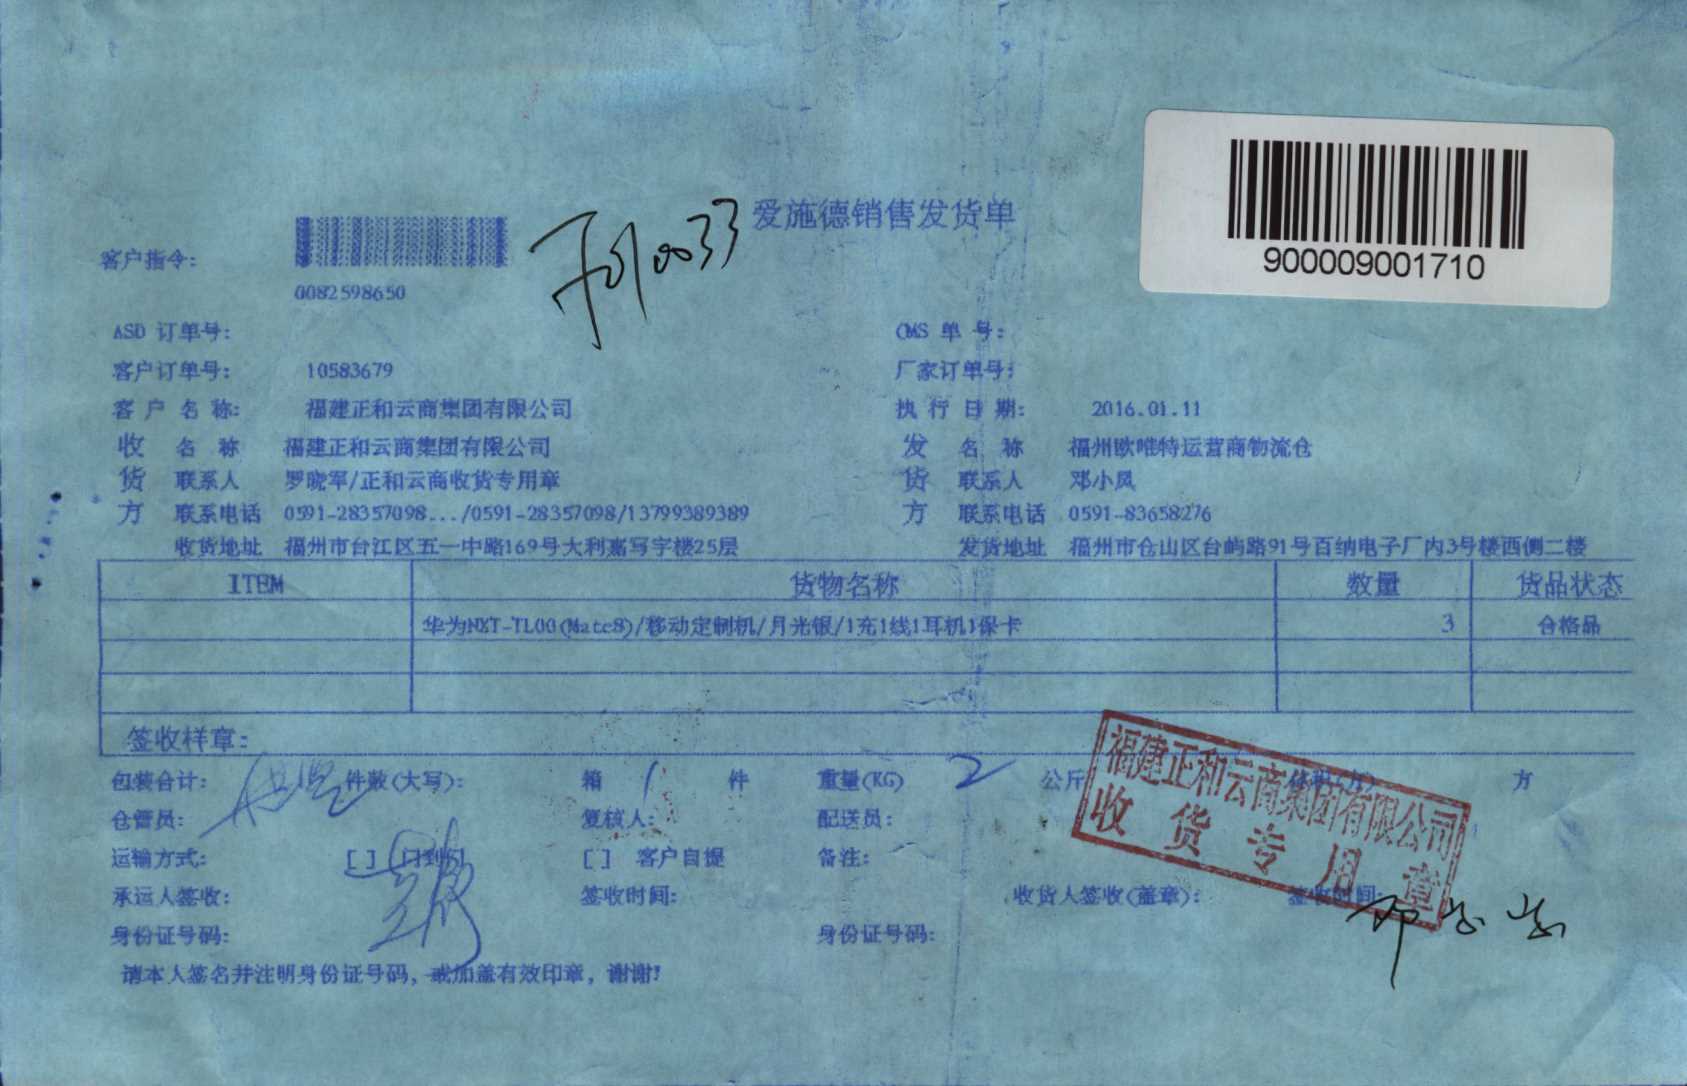 爱施德销售发货单
900009001710
客户指令:
0082598650
ASD 订单号:
CMS 单 号:
客户订单号: 10583679
厂家订单号:
客 户 名 称: 福建正和云商集团有限公司
执 行 日 期: 2016.01.11
收货方
名 称 福建正和云商集团有限公司
联系人 罗晓军/正和云商收货专用章
联系电话 0591-28357098.../0591-28357098/13799389389
收货地址 福州市台江区五一中路169号大利嘉写字楼25层
发货方
名 称 福州欧唯特运营商物流仓
联系人 邓小凤
联系电话 0591-83658276
发货地址 福州市仓山区台屿路91号百纳电子厂内3号楼西侧二楼
ITEM 货物名称 数量 货品状态
华为NXT-TL00(Mate8)/移动定制机/月光银/1充1线1耳机1保卡 3 合格品
签收样章:
包装合计: 件数(大写): 箱 1 件 重量(KG) 2 公斤 体积(方) 方
仓管员: 复核人: 配送员:
运输方式: [ ] 门到门 [ ] 客户自提 备注:
承运人签收: 签收时间: 收货人签收(盖章): 签收时间:
身份证号码: 身份证号码:
请本人签名并注明身份证号码, 或加盖有效印章, 谢谢!
福建正和云商集团有限公司
收货专用章